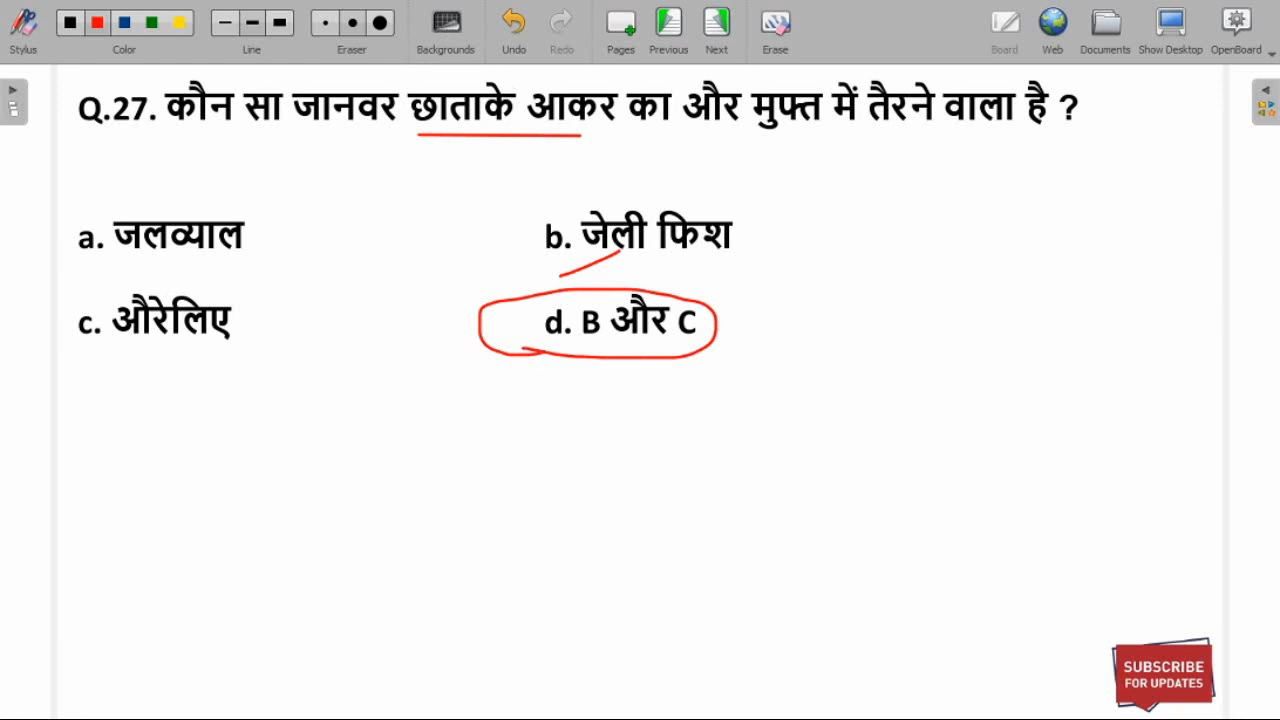 Stylus Color Line Eraser Backgrounds Undo Redo Pages Previous Next Erase Board Web Documents Show Desktop OpenBoard
Q.27. कौन सा जानवर छाताके आकर का और मुफ्त में तैरने वाला है ?
a. जलव्याल b. जेली फिश
c. औरेलिए d. B और C
SUBSCRIBE
FOR UPDATES